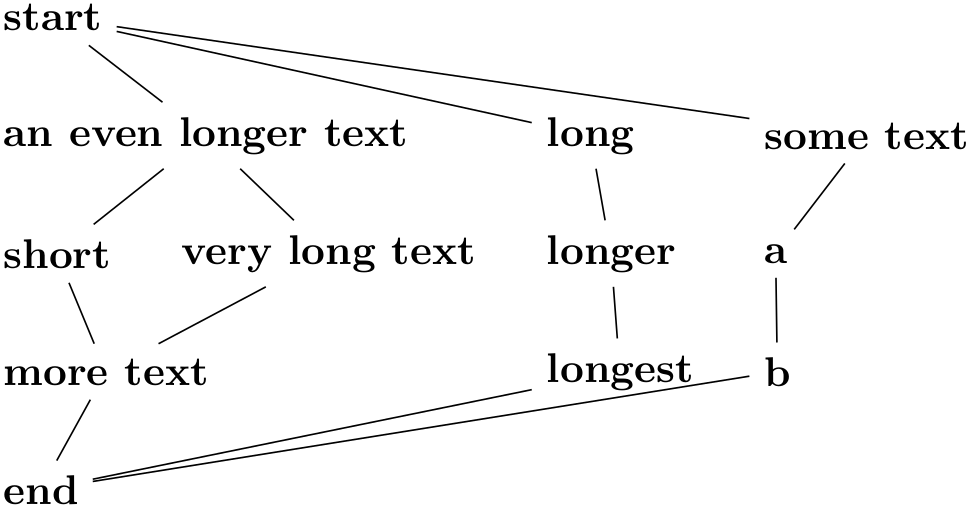 start
an even longer text long some text
short very long text longer a
more text longest b
end